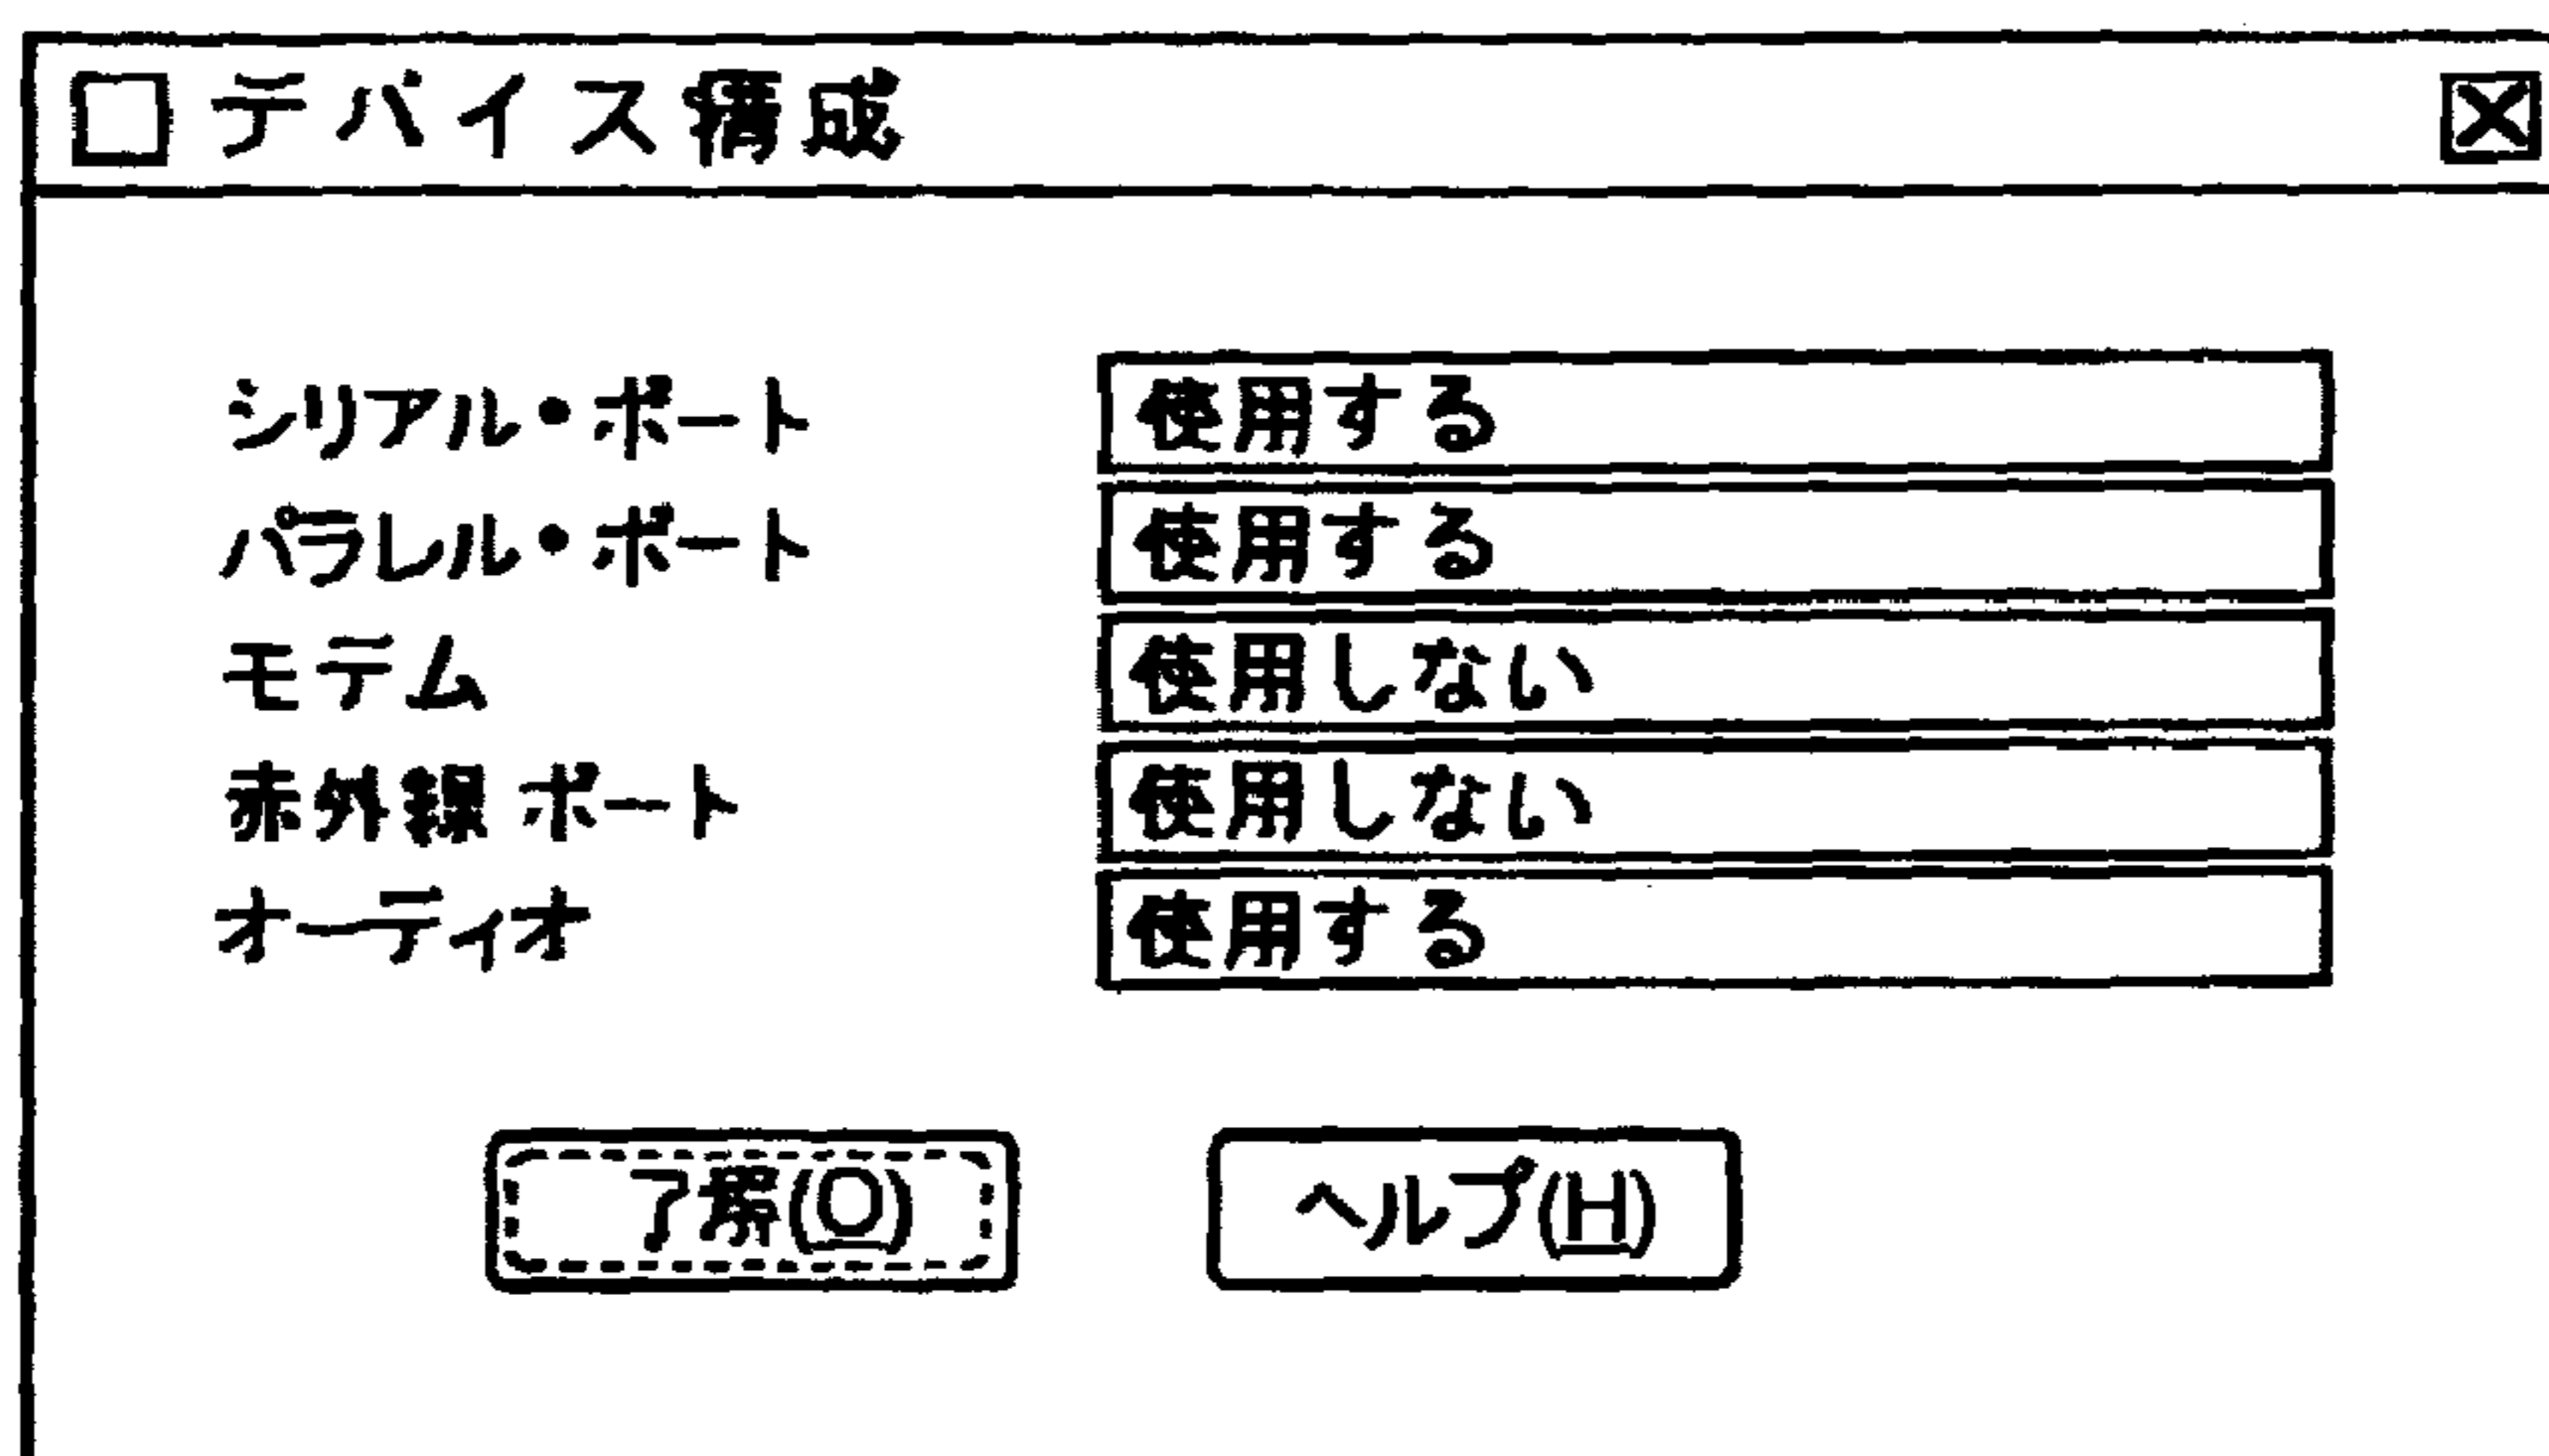 デバイス構成
シリアル・ポート 使用する
パラレル・ポート 使用する
モデム 使用しない
赤外線 ポート 使用しない
オーディオ 使用する
了解(O) ヘルプ(H)